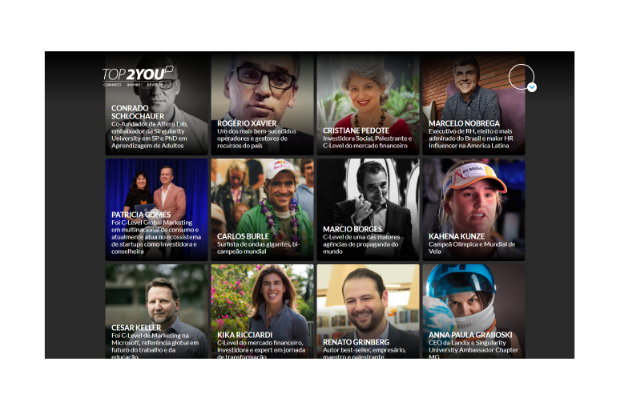 TOP2YOU
CONRADO
SCHLOCHAUER
Co-fundador da Affero Lab,
embaixador da Singularity
University em SP e PhD em
Aprendizagem de Adultos
ROGÉRIO XAVIER
Um dos mais bem-sucedidos
operadores e gestores de
recursos do país
CRISTIANE PEDOTE
Investidora Social, Palestrante e
C-Level do mercado financeiro
MARCELO NOBREGA
Executivo de RH, eleito o mais
admirado do Brasil e maior HR
Influencer na America Latina
PATRICIA GOMES
Foi C-Level Global Marketing
em multinacional de consumo e
atualmente atua no ecossistema
de startups como investidora e
conselheira
CARLOS BURLE
Surfista de ondas gigantes, bi-
campeão mundial
MARCIO BORGES
C-Level de uma das maiores
agências de propaganda do
mundo
KAHENA KUNZE
Campeã Olímpica e Mundial de
Vela
CESAR KELLER
Foi C-Level de Marketing na
Microsoft, referência global em
futuro do trabalho e da
educação.
KIKA RICCIARDI
C-Level do mercado financeiro,
investidora e expert em jornada
de transformação
RENATO GRINBERG
Autor best-seller, empresário,
maestro e palestrante
ANNA PAULA GRABOSKI
CEO da Landix e Singularity
University Ambassador Chapter
MG